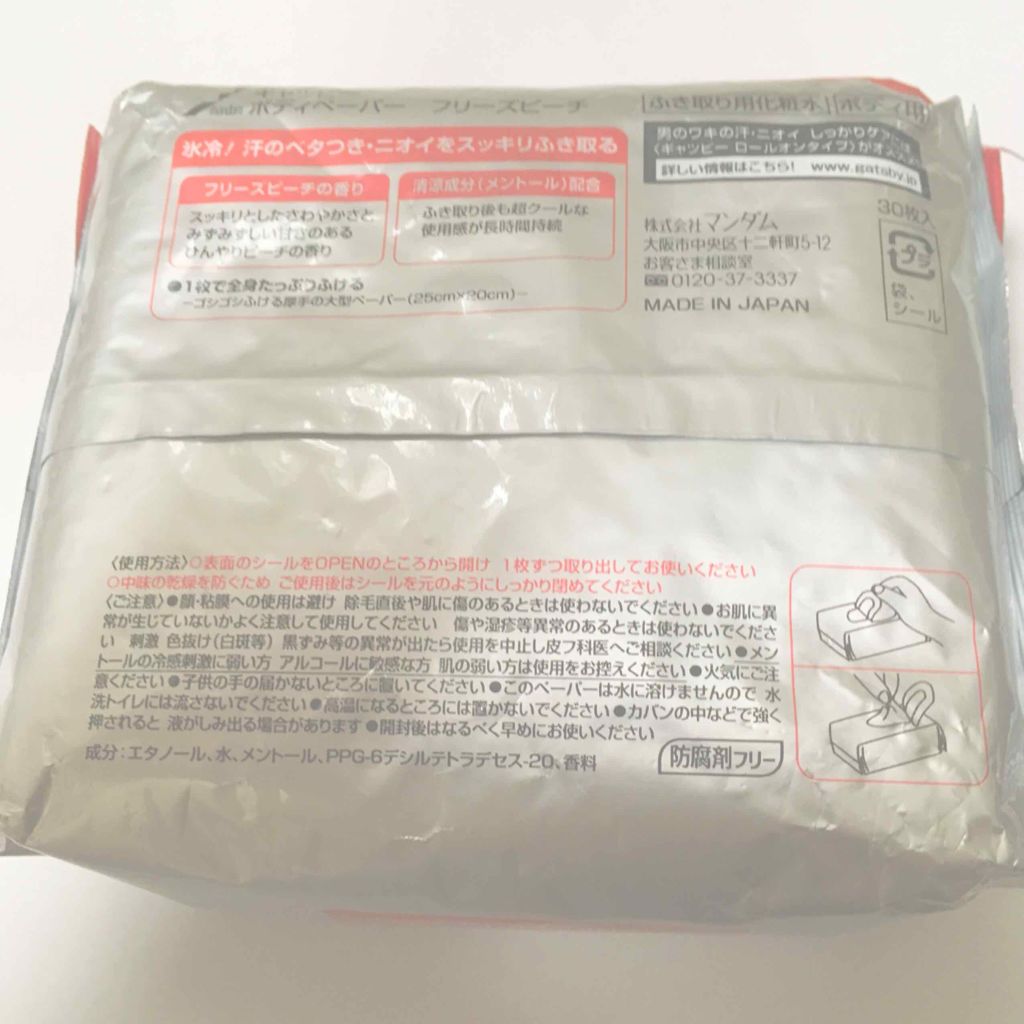 ボディペーパー フリーズピーチ
ふき取り用化粧水 ボディ用
氷冷！汗のベタつき・ニオイをスッキリふき取る
フリーズピーチの香り
スッキリとしたさわやかさと
みずみずしい甘さのある
ひんやりピーチの香り
清涼成分(メントール)配合
ふき取り後も超クールな
使用感が長時間持続
●1枚で全身たっぷりふける
―ゴシゴシふける厚手の大型ペーパー(25cm×20cm)―
男のワキの汗・ニオイ しっかりケアには
〈ギャツビー ロールオンタイプ〉が
詳しい情報はこちら！ www.gatsby.jp
30枚入
株式会社マンダム
大阪市中央区十二軒町5-12
お客さま相談室
0120-37-3337
MADE IN JAPAN
プラ
袋、
シール
〈使用方法〉○表面のシールをOPENのところから開け 1枚ずつ取り出してお使いください
○中味の乾燥を防ぐため ご使用後はシールを元のようにしっかり閉めてください
〈ご注意〉●顔・粘膜への使用は避け 除毛直後や肌に傷のあるときは使わないでください●お肌に異
常が生じていないかよく注意して使用してください 傷や湿疹等異常のあるときは使わないでくださ
い 刺激 色抜け(白斑等) 黒ずみ等の異常が出たら使用を中止し皮フ科医へご相談ください●メン
トールの冷感刺激に弱い方 アルコールに敏感な方 肌の弱い方は使用をお控えください●火気にご注
意ください●子供の手の届かないところに置いてください●このペーパーは水に溶けませんので 水
洗トイレには流さないでください●高温になるところには置かないでください●カバンの中などで強く
押されると 液がしみ出る場合があります●開封後はなるべく早めにお使いください
成分：エタノール、水、メントール、PPG-6デシルテトラデセス-20、香料
防腐剤フリー